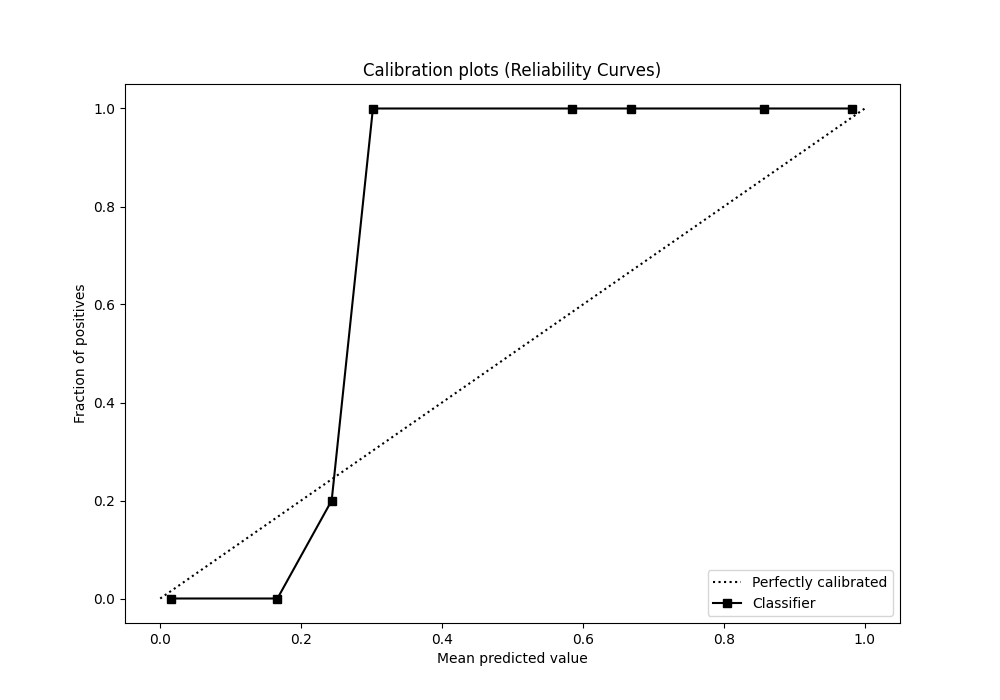 Calibration plots (Reliability Curves)
1.0
0.8
0.6
0.4
0.2
0.0
Fraction of positives
0.0 0.2 0.4 0.6 0.8 1.0
Mean predicted value
Perfectly calibrated
Classifier